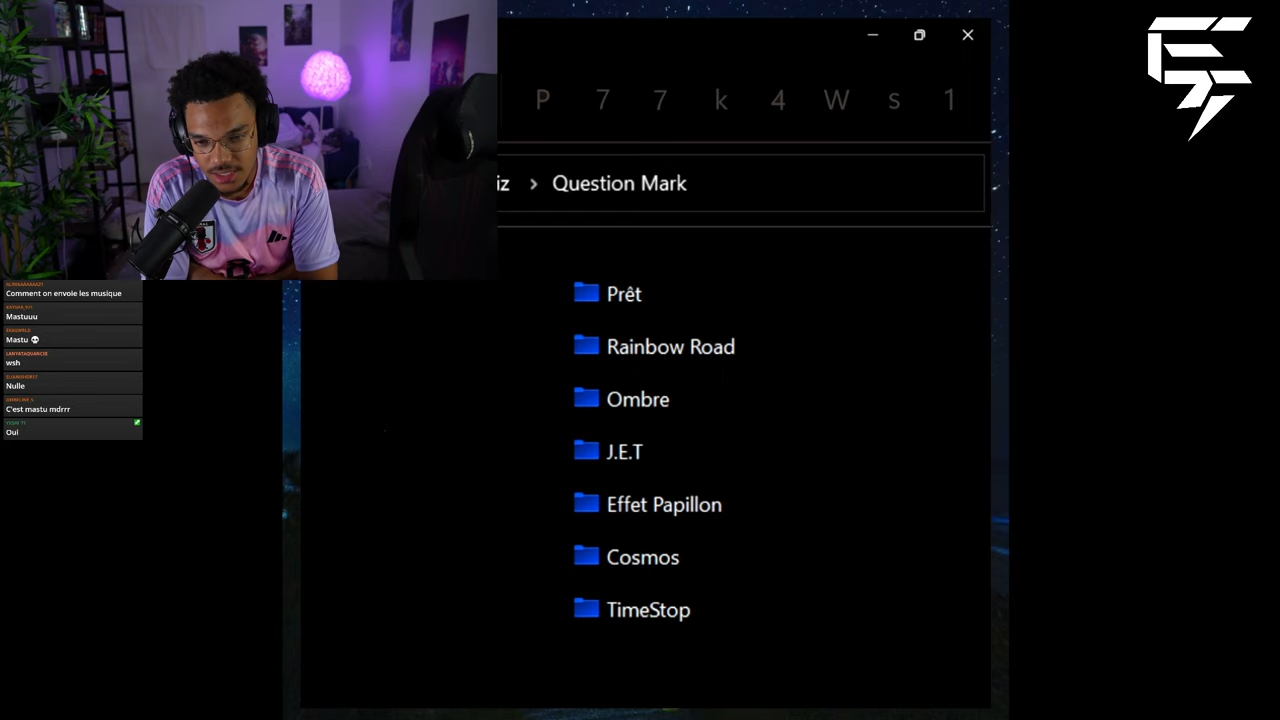 P 7 7 k 4 W s 1
iz > Question Mark
Prêt
Rainbow Road
Ombre
J.E.T
Effet Papillon
Cosmos
TimeStop
Comment on envoie les musique
Mastuuu
Mastu 💀
wsh
Nulle
C'est mastu mdrrr
Oui